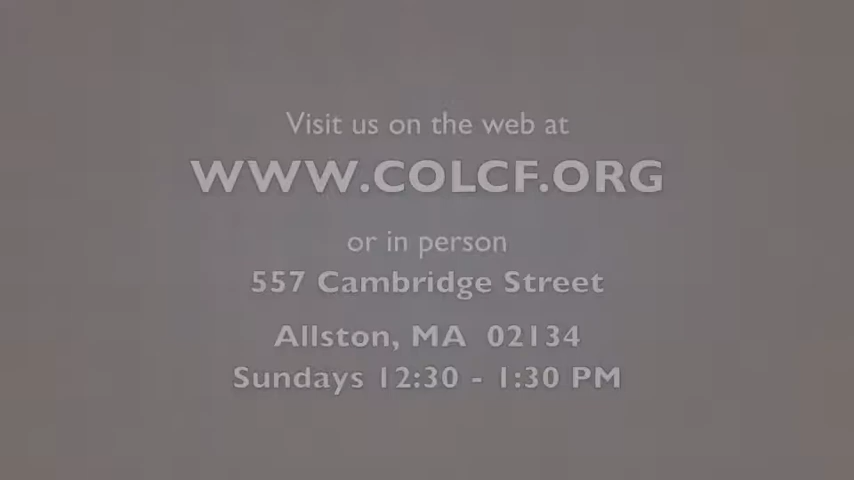 Visit us on the web at
WWW.COLCF.ORG
or in person
557 Cambridge Street
Allston, MA 02134
Sundays 12:30 - 1:30 PM